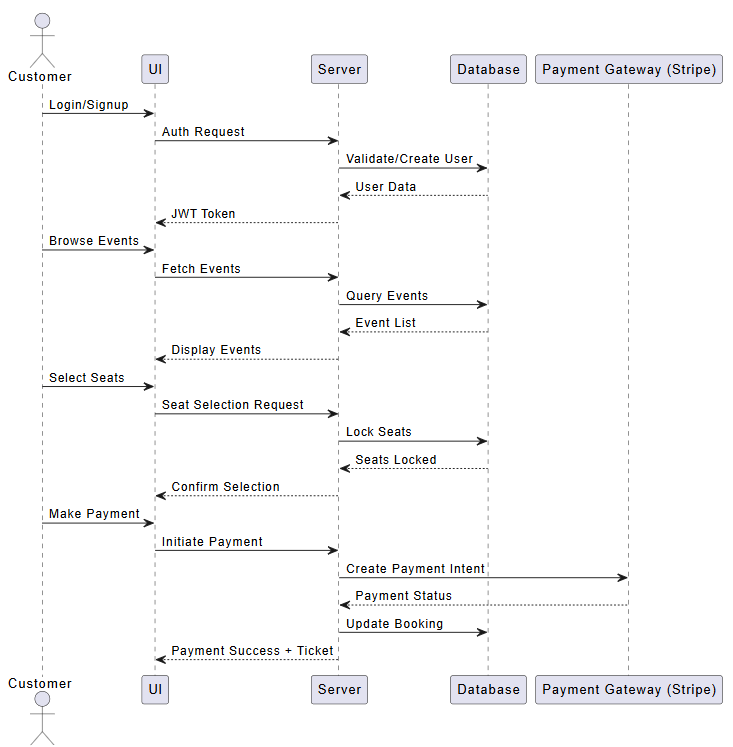 Customer
UI
Server
Database
Payment Gateway (Stripe)
Login/Signup
Auth Request
Validate/Create User
User Data
JWT Token
Browse Events
Fetch Events
Query Events
Event List
Display Events
Select Seats
Seat Selection Request
Lock Seats
Seats Locked
Confirm Selection
Make Payment
Initiate Payment
Create Payment Intent
Payment Status
Update Booking
Payment Success + Ticket
Customer
UI
Server
Database
Payment Gateway (Stripe)